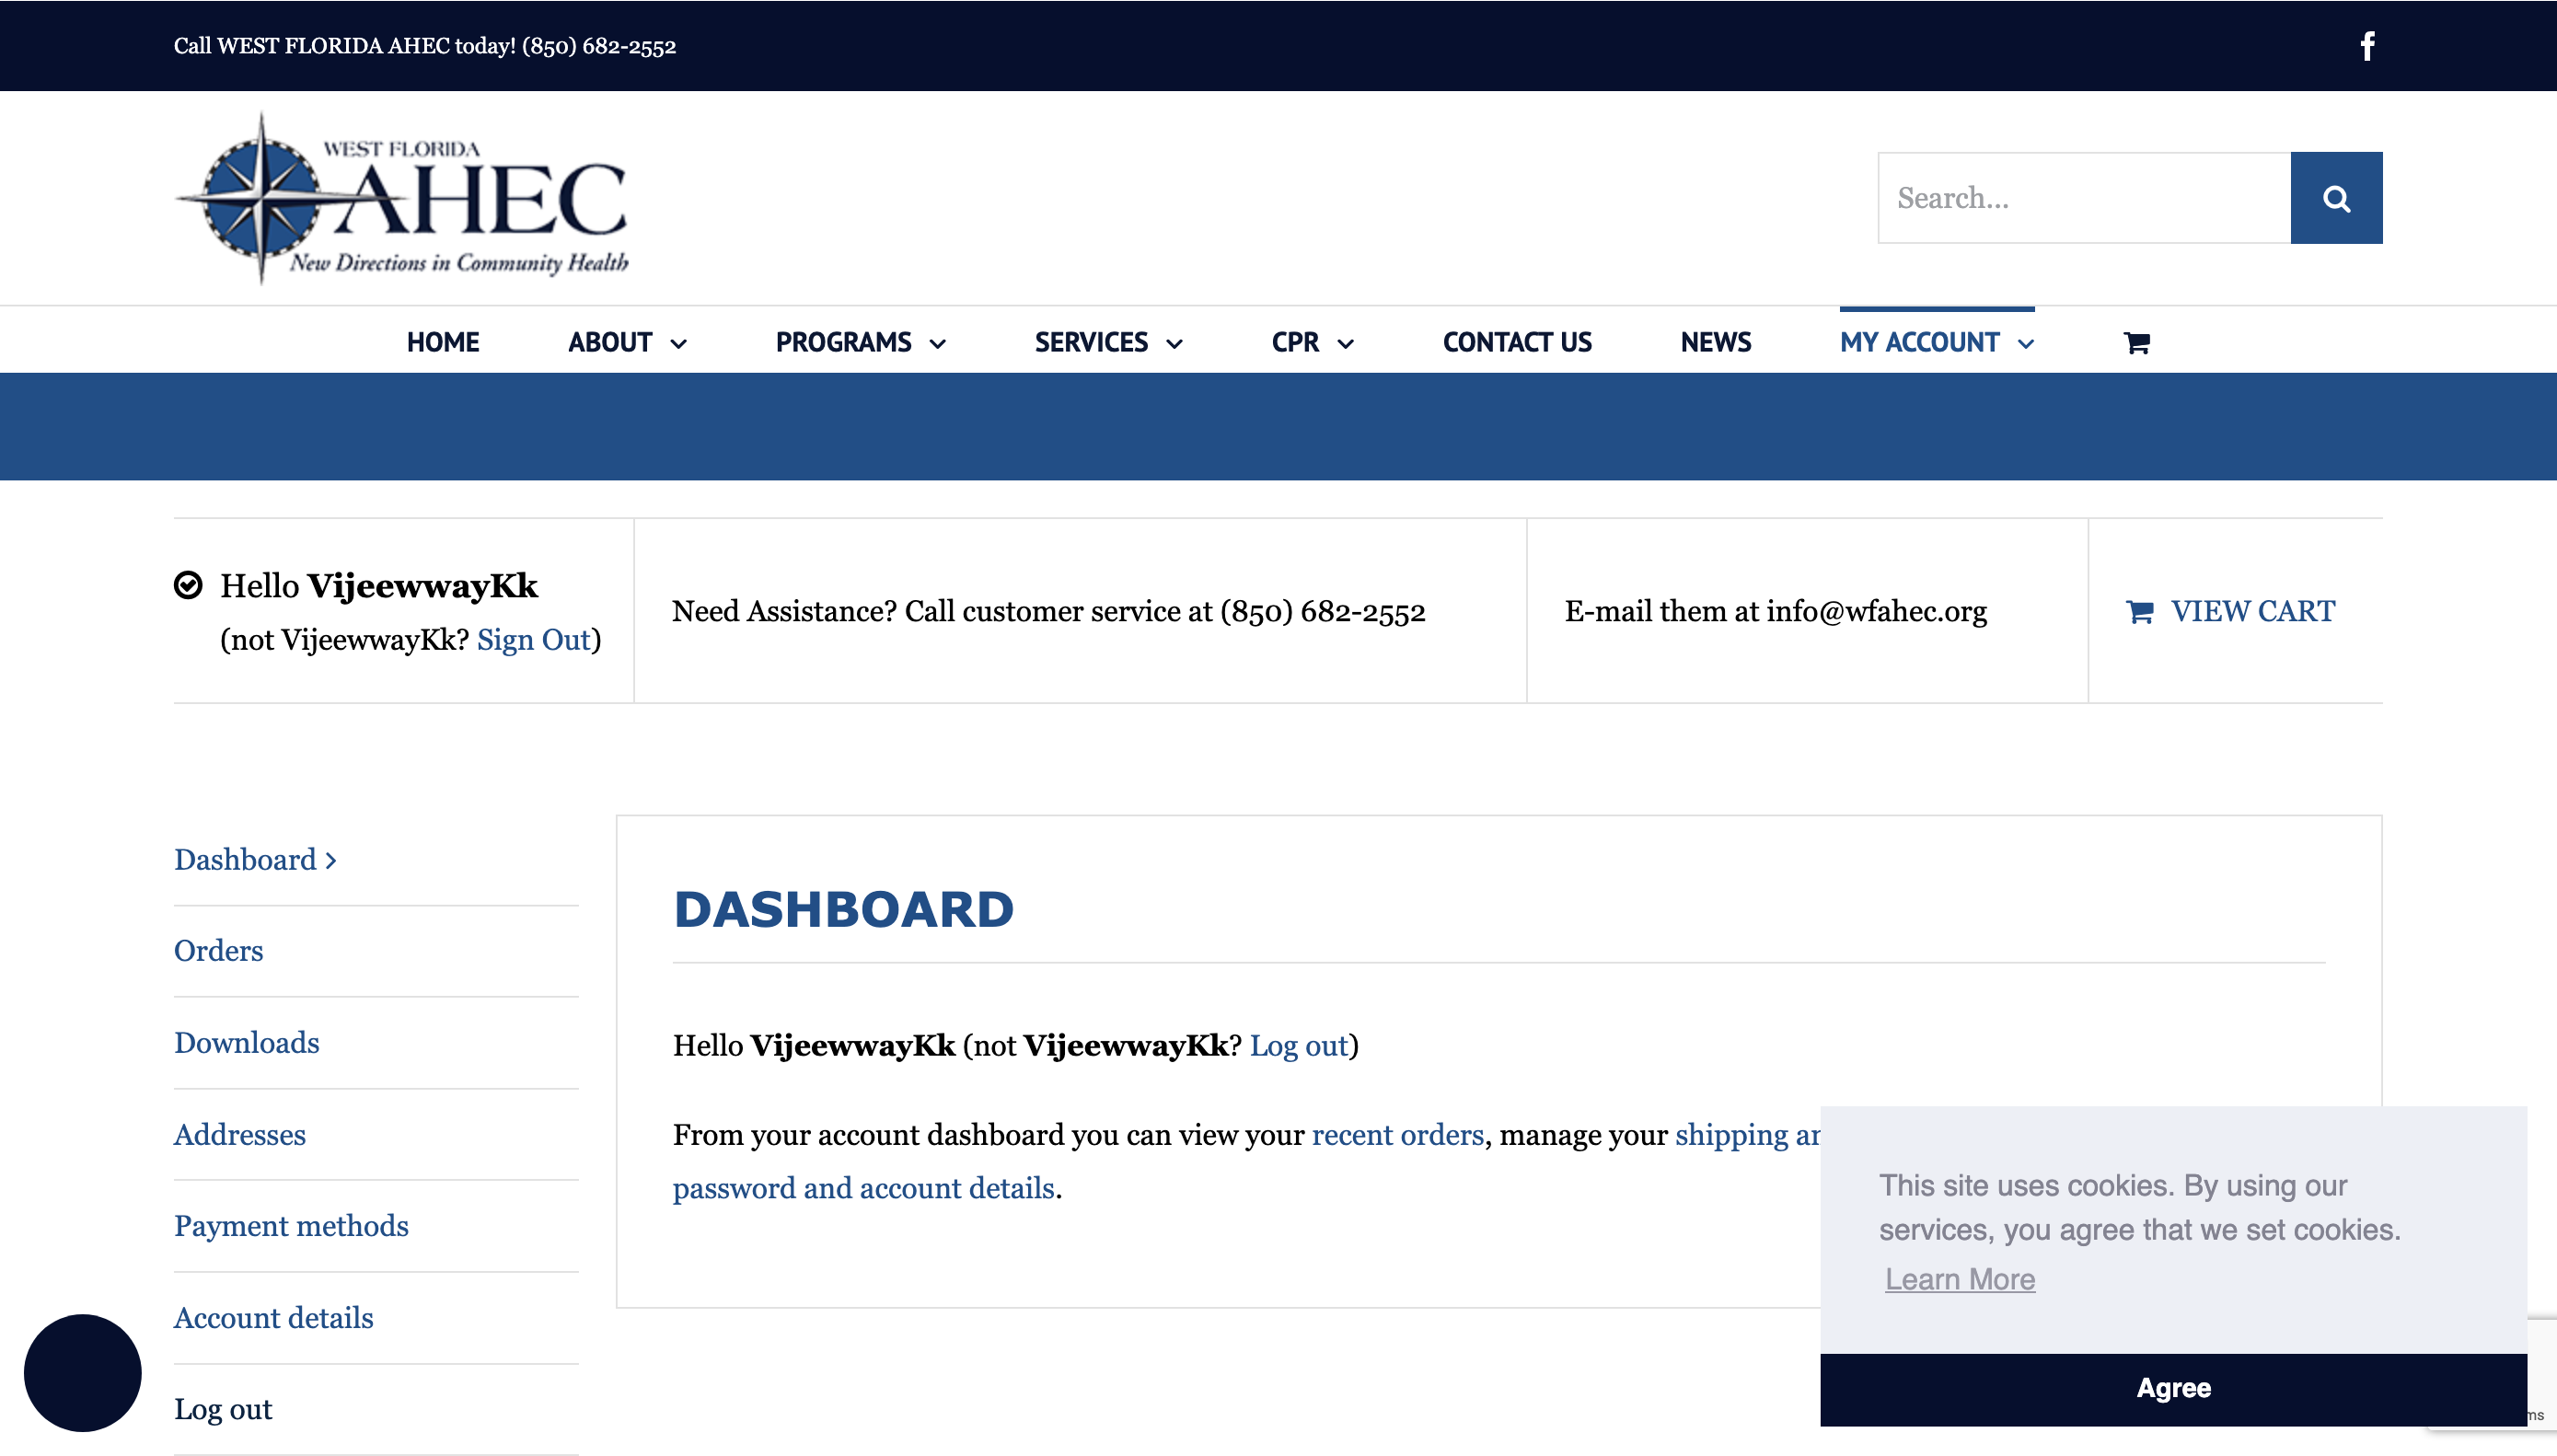 Call WEST FLORIDA AHEC today! (850) 682-2552
WEST FLORIDA
AHEC
New Directions in Community Health
Search...
HOME ABOUT PROGRAMS SERVICES CPR CONTACT US NEWS MY ACCOUNT
Hello VijeewwayKk
(not VijeewwayKk? Sign Out)
Need Assistance? Call customer service at (850) 682-2552
E-mail them at info@wfahec.org
VIEW CART
Dashboard
Orders
Downloads
Addresses
Payment methods
Account details
Log out
DASHBOARD
Hello VijeewwayKk (not VijeewwayKk? Log out)
From your account dashboard you can view your recent orders, manage your shipping
password and account details.
This site uses cookies. By using our
services, you agree that we set cookies.
Learn More
Agree